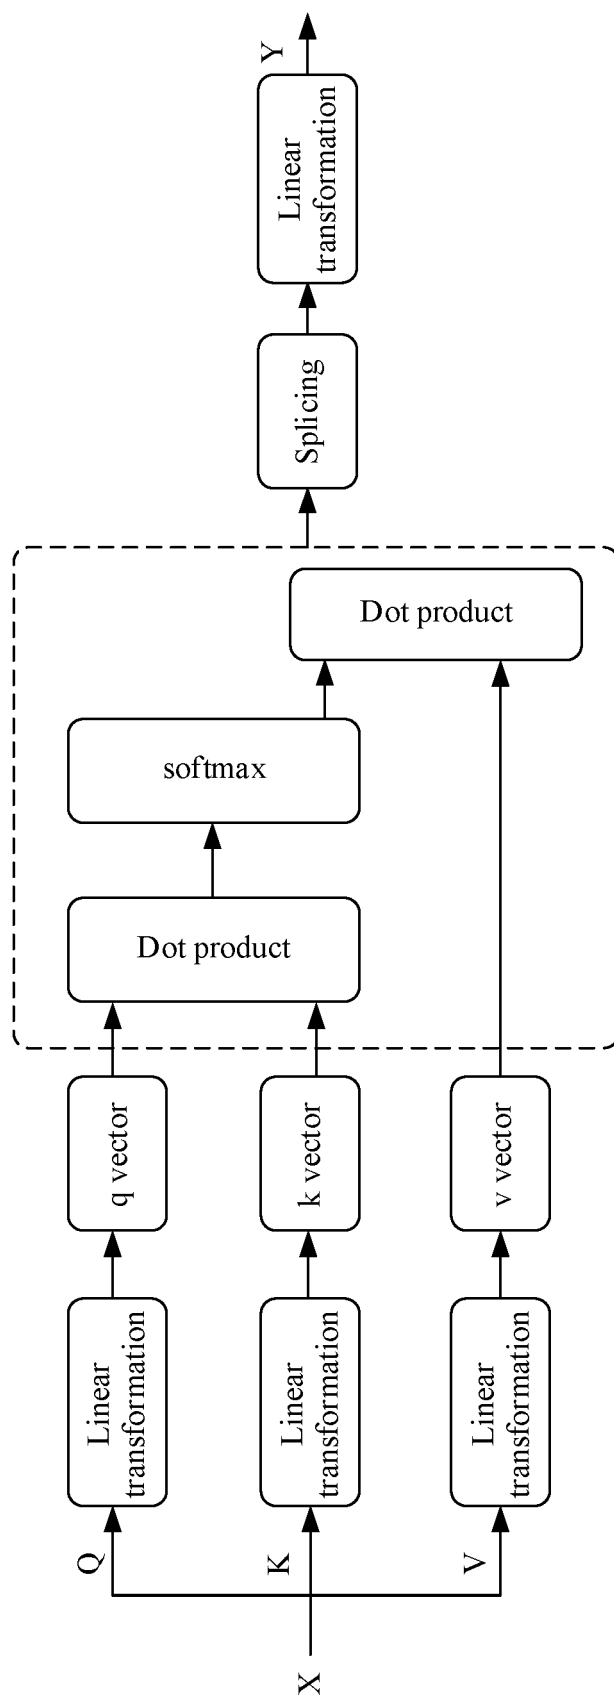 X
Q
K
V
Linear
transformation
Linear
transformation
Linear
transformation
q vector
k vector
v vector
Dot product
softmax
Dot product
Splicing
Linear
transformation
Y